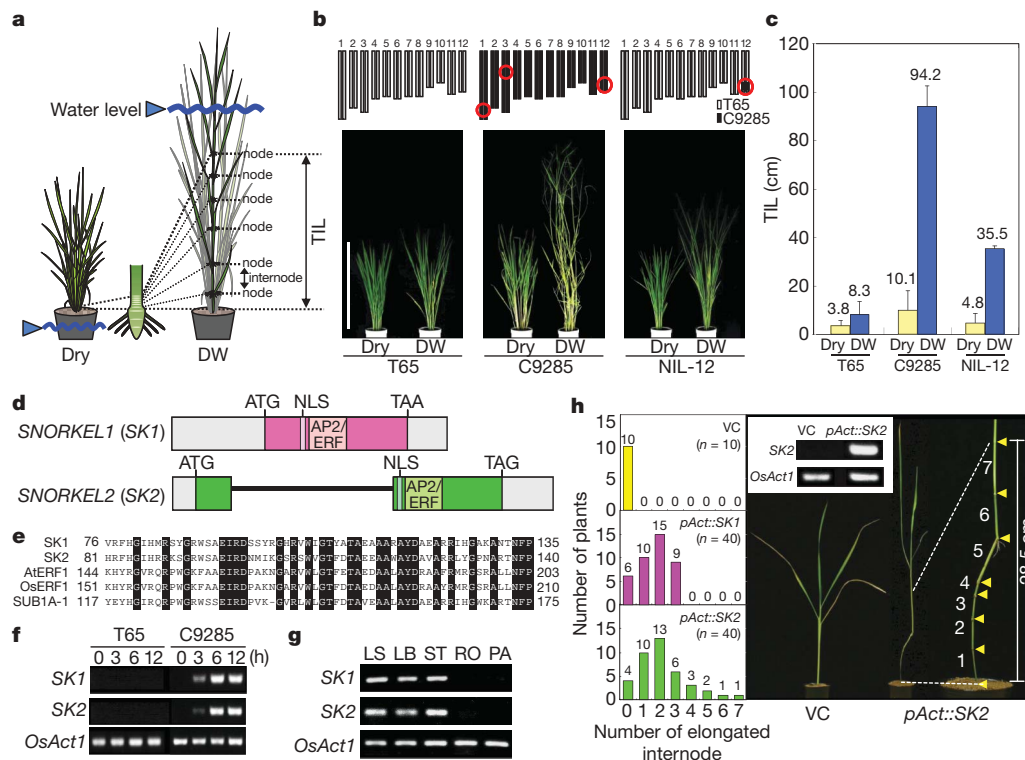 a
Water level
node
node
node
node
node
internode
node
TIL
Dry
DW
b
1 2 3 4 5 6 7 8 9 10 11 12
1 2 3 4 5 6 7 8 9 10 11 12
1 2 3 4 5 6 7 8 9 10 11 12
T65
C9285
Dry DW
Dry DW
Dry DW
T65
C9285
NIL-12
c
TIL (cm)
120
100
80
60
40
20
0
3.8
8.3
10.1
94.2
4.8
35.5
Dry DW
Dry DW
Dry DW
T65
C9285
NIL-12
d
ATG NLS TAA
SNORKEL1 (SK1)
AP2/
ERF
ATG NLS TAG
SNORKEL2 (SK2)
AP2/
ERF
e
SK1 76 VRFHGIHMRSYGRWSAEIRDSSYRGHRVWIGTYATAEAAARAYDAEARRIHGAKANTNFP 135
SK2 81 FRFHGIHRRKSGRWSAEIRDNMIKGSRSWVGTFDTAEDAAKAYDAVARRLYGPNARTNFP 140
AtERF1 144 KHYRGVRQRPWGKFAAEIRDPAKNGARVWLGTFETAEDAALAYDRAAFRMRGSRALLNFP 203
OsERF1 151 KHYRGVRQRPWGKFAAEIRDPAKNGARVWLGTYDSAEEAAVAYDRAAYRMRGSRALLNFP 210
SUB1A-1 117 YEYHGIRQRPWGRWSSEIRDPVK-GVRLWLGTFDTAVEAALAYDAEARRIHGWKARTNFP 175
f
T65 C9285
0 3 6 12 0 3 6 12 (h)
SK1
SK2
OsAct1
g
LS LB ST RO PA
SK1
SK2
OsAct1
h
Number of plants
15
10
5
0
VC
(n = 10)
10
0 0 0 0 0 0 0
15
10
5
0
pAct::SK1
(n = 40)
6 10 15 9 0 0 0 0
15
10
5
0
pAct::SK2
(n = 40)
4 10 13 6 3 2 1 1
0 1 2 3 4 5 6 7
Number of elongated
internode
VC pAct::SK2
SK2
OsAct1
7
6
5
4
3
2
1
VC
pAct::SK2